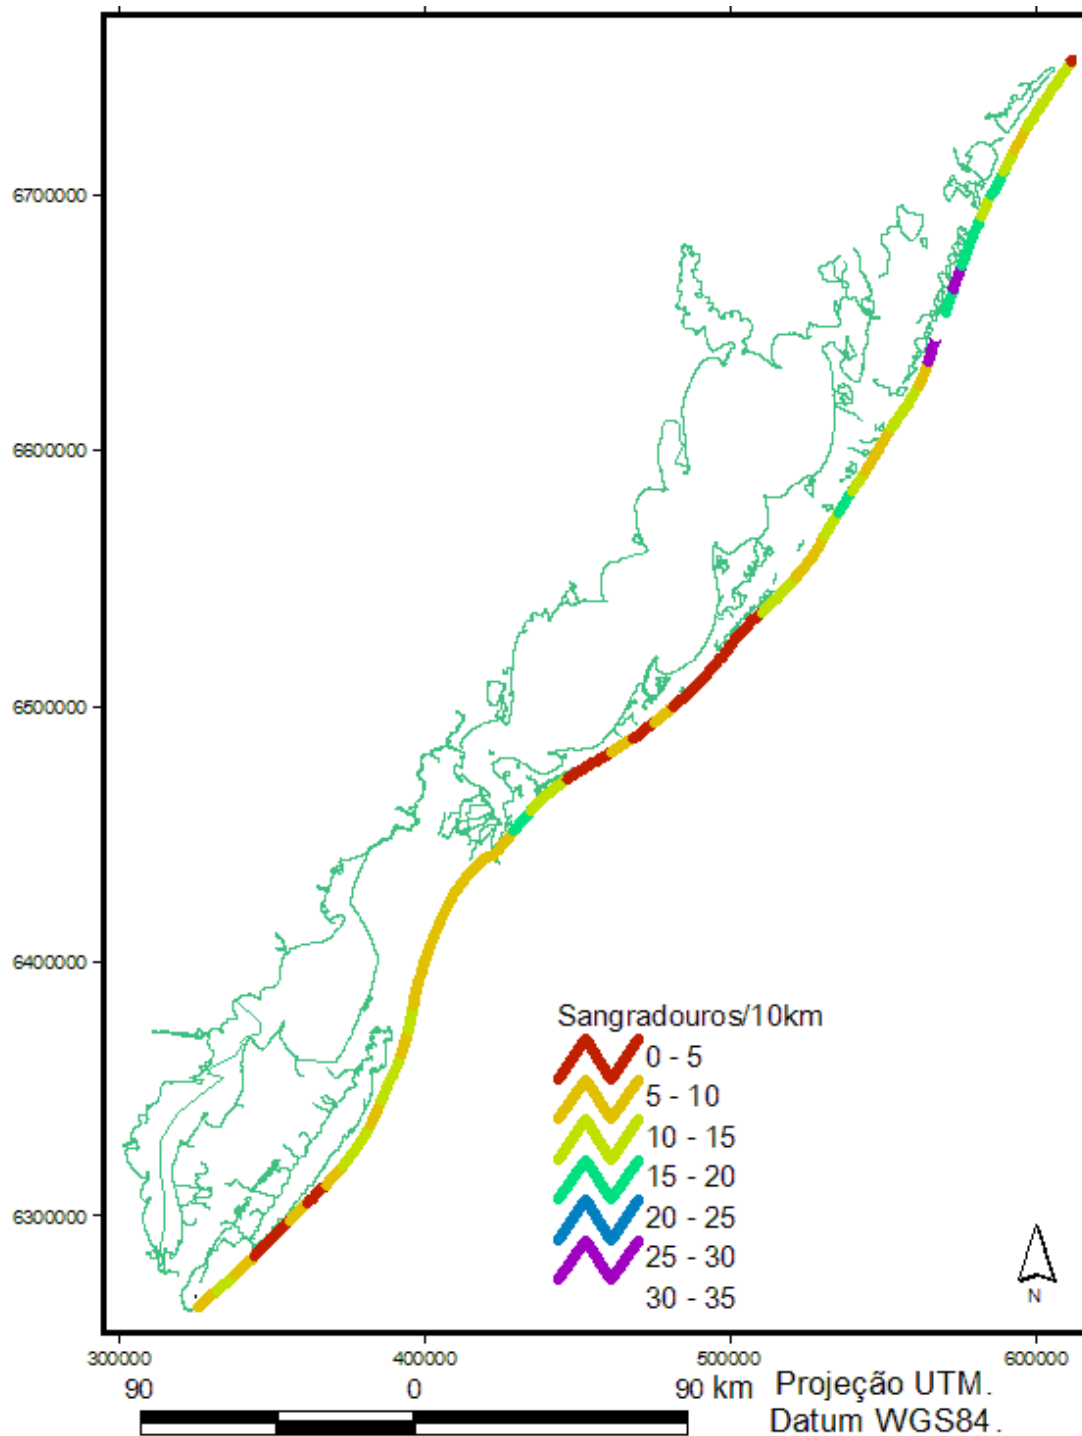 6700000
6600000
6500000
6400000
6300000
Sangradouros/10km
0 - 5
5 - 10
10 - 15
15 - 20
20 - 25
25 - 30
30 - 35
N
300000
400000
500000
600000
90 0 90 km
Projeção UTM.
Datum WGS84.